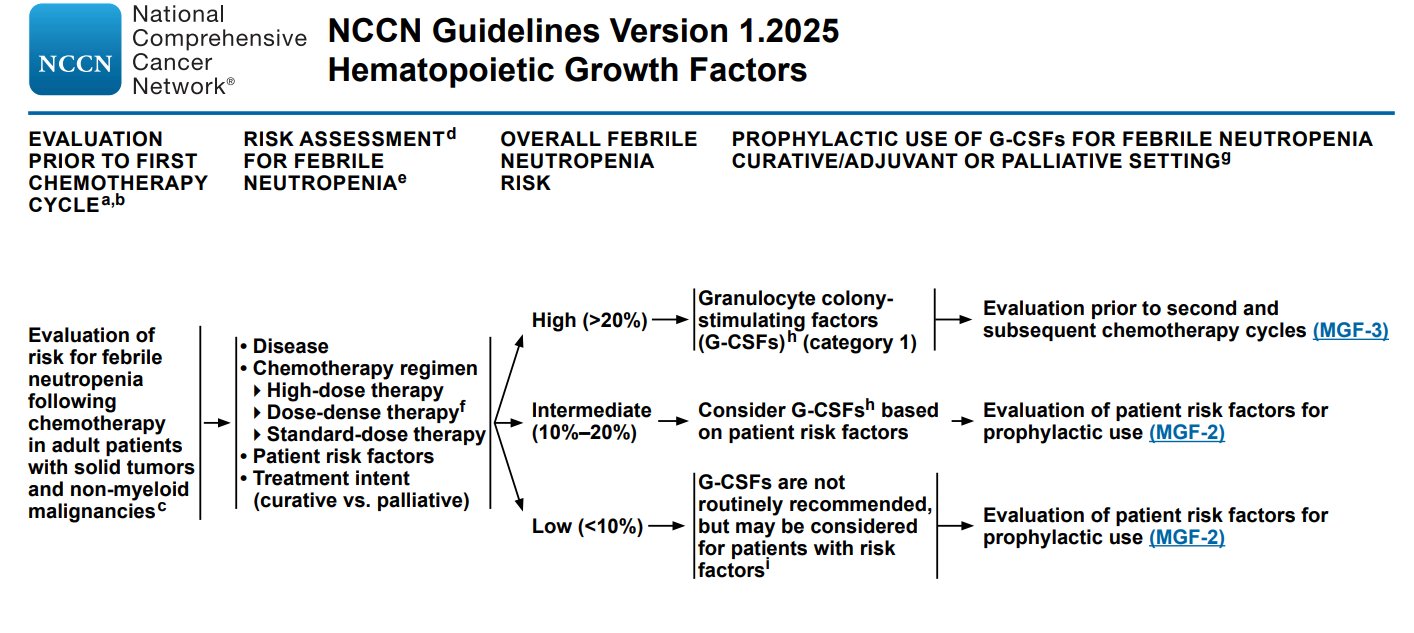 NCCN
National
Comprehensive
Cancer
Network®
NCCN Guidelines Version 1.2025
Hematopoietic Growth Factors
EVALUATION
PRIOR TO FIRST
CHEMOTHERAPY
CYCLEa,b
RISK ASSESSMENTd
FOR FEBRILE
NEUTROPENIAe
OVERALL FEBRILE
NEUTROPENIA
RISK
PROPHYLACTIC USE OF G-CSFs FOR FEBRILE NEUTROPENIA
CURATIVE/ADJUVANT OR PALLIATIVE SETTINGg
Evaluation of
risk for febrile
neutropenia
following
chemotherapy
in adult patients
with solid tumors
and non-myeloid
malignanciesc
• Disease
• Chemotherapy regimen
‣ High-dose therapy
‣ Dose-dense therapyf
‣ Standard-dose therapy
• Patient risk factors
• Treatment intent
(curative vs. palliative)
High (>20%)
Granulocyte colony-
stimulating factors
(G-CSFs)h (category 1)
Evaluation prior to second and
subsequent chemotherapy cycles (MGF-3)
Intermediate
(10%–20%)
Consider G-CSFsh based
on patient risk factors
Evaluation of patient risk factors for
prophylactic use (MGF-2)
Low (<10%)
G-CSFs are not
routinely recommended,
but may be considered
for patients with risk
factorsi
Evaluation of patient risk factors for
prophylactic use (MGF-2)